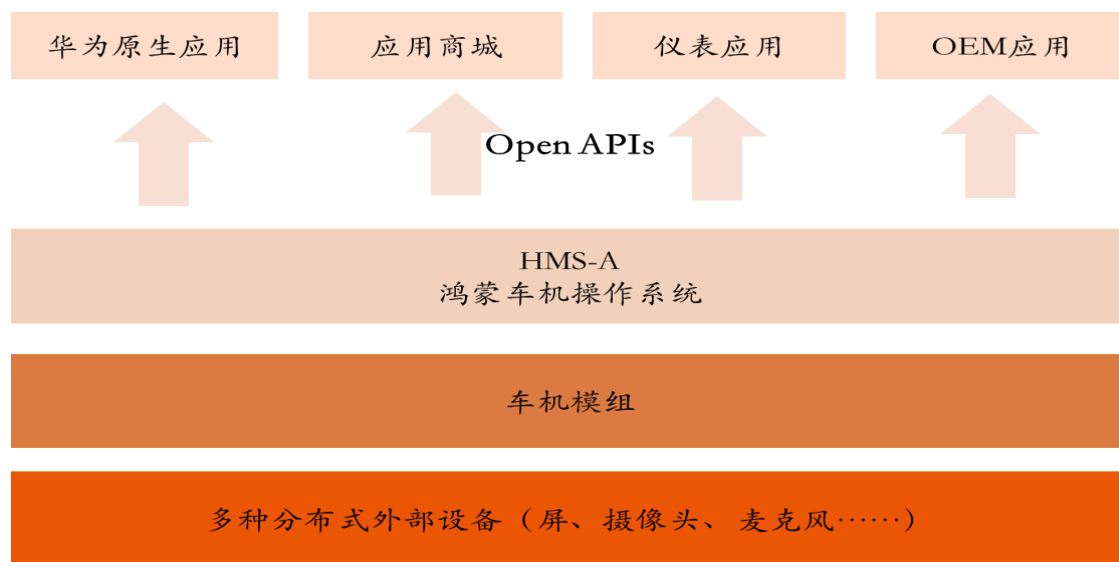 华为原生应用
应用商城
仪表应用
OEM应用
Open APIs
HMS-A
鸿蒙车机操作系统
车机模组
多种分布式外部设备（屏、摄像头、麦克风……）